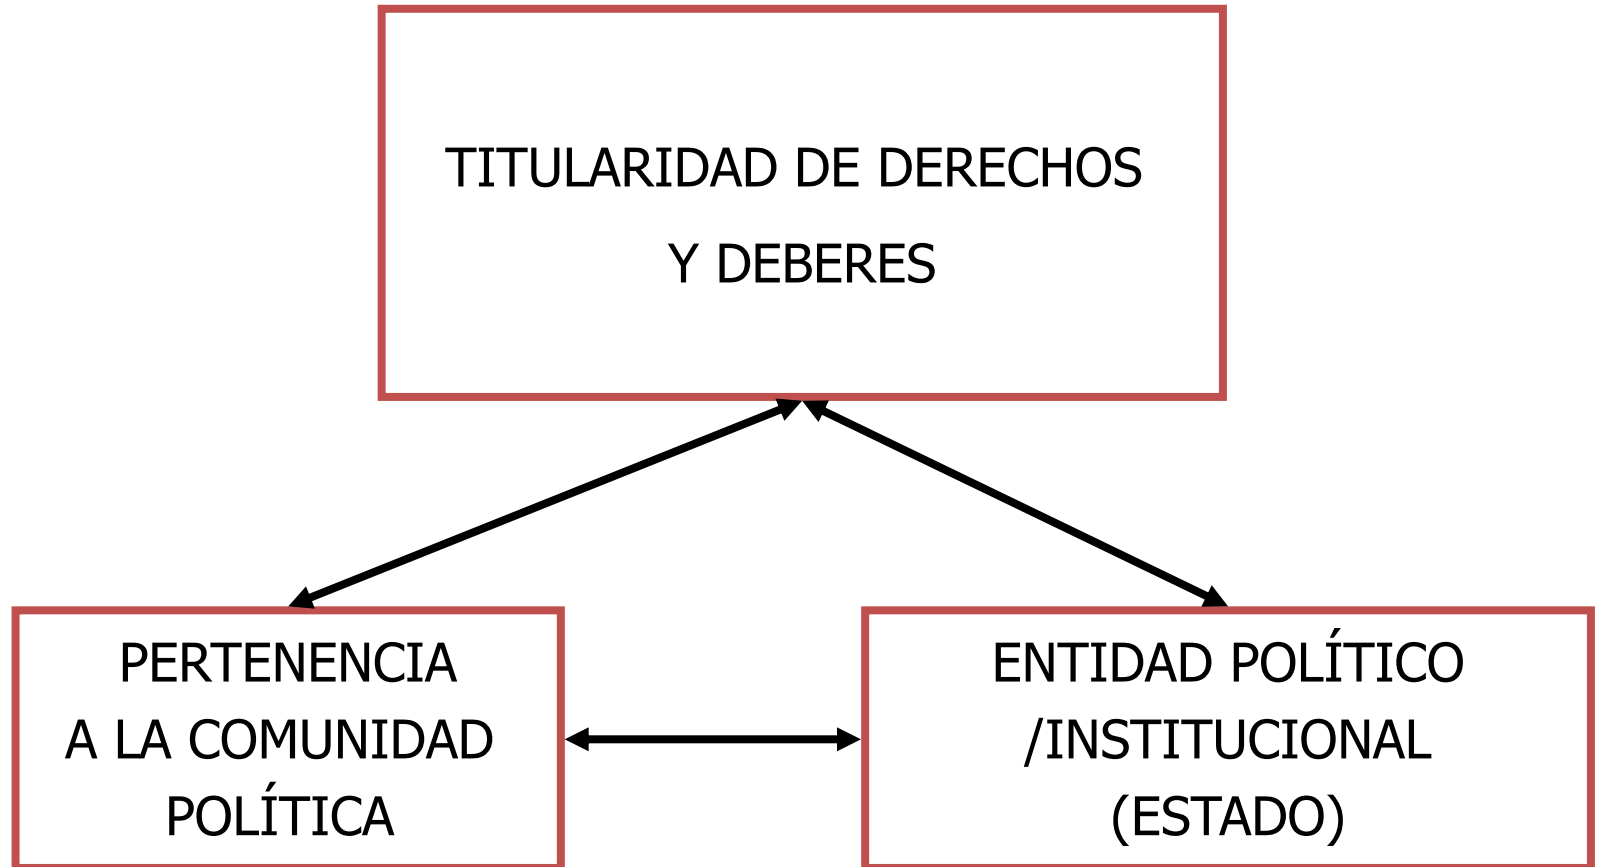 TITULARIDAD DE DERECHOS
Y DEBERES
PERTENENCIA
A LA COMUNIDAD
POLÍTICA
ENTIDAD POLÍTICO
/INSTITUCIONAL
(ESTADO)